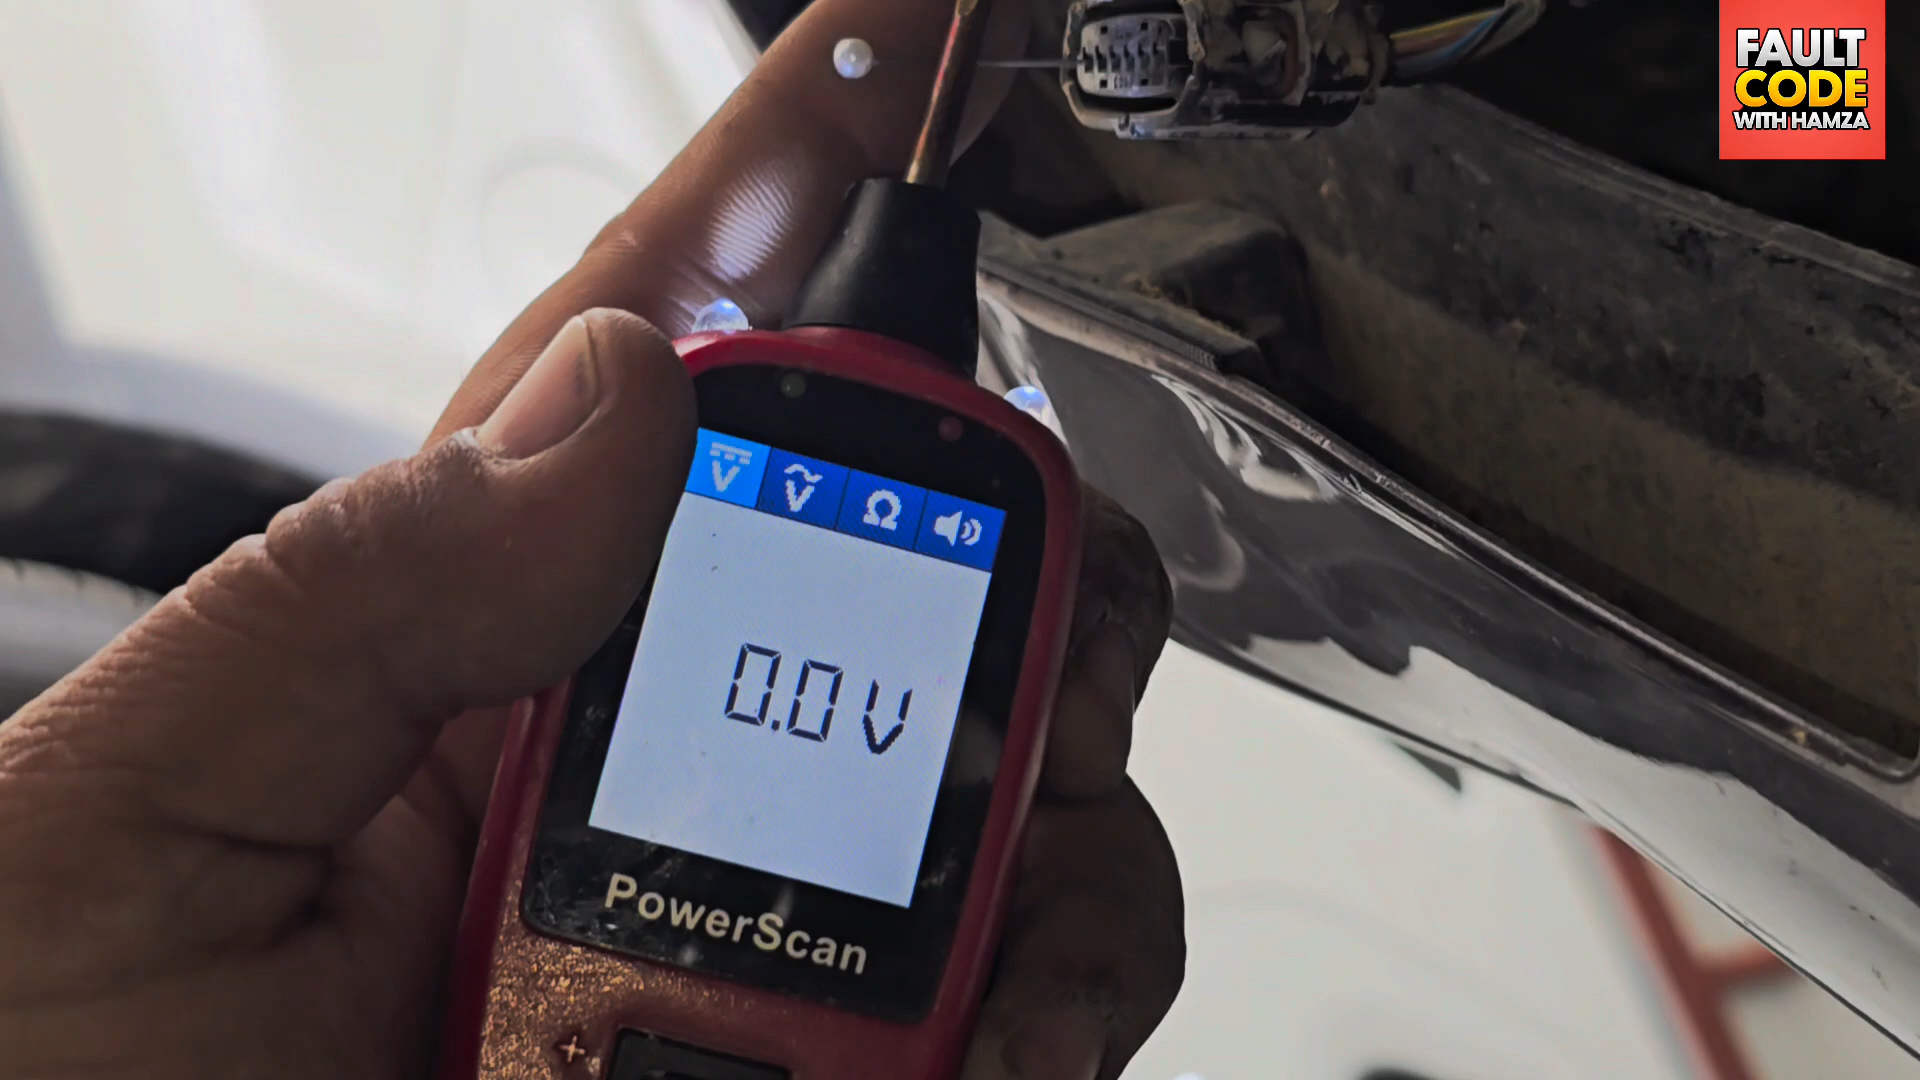 FAULT
CODE
WITH HAMZA
V V Ω
0.0 V
PowerScan
+